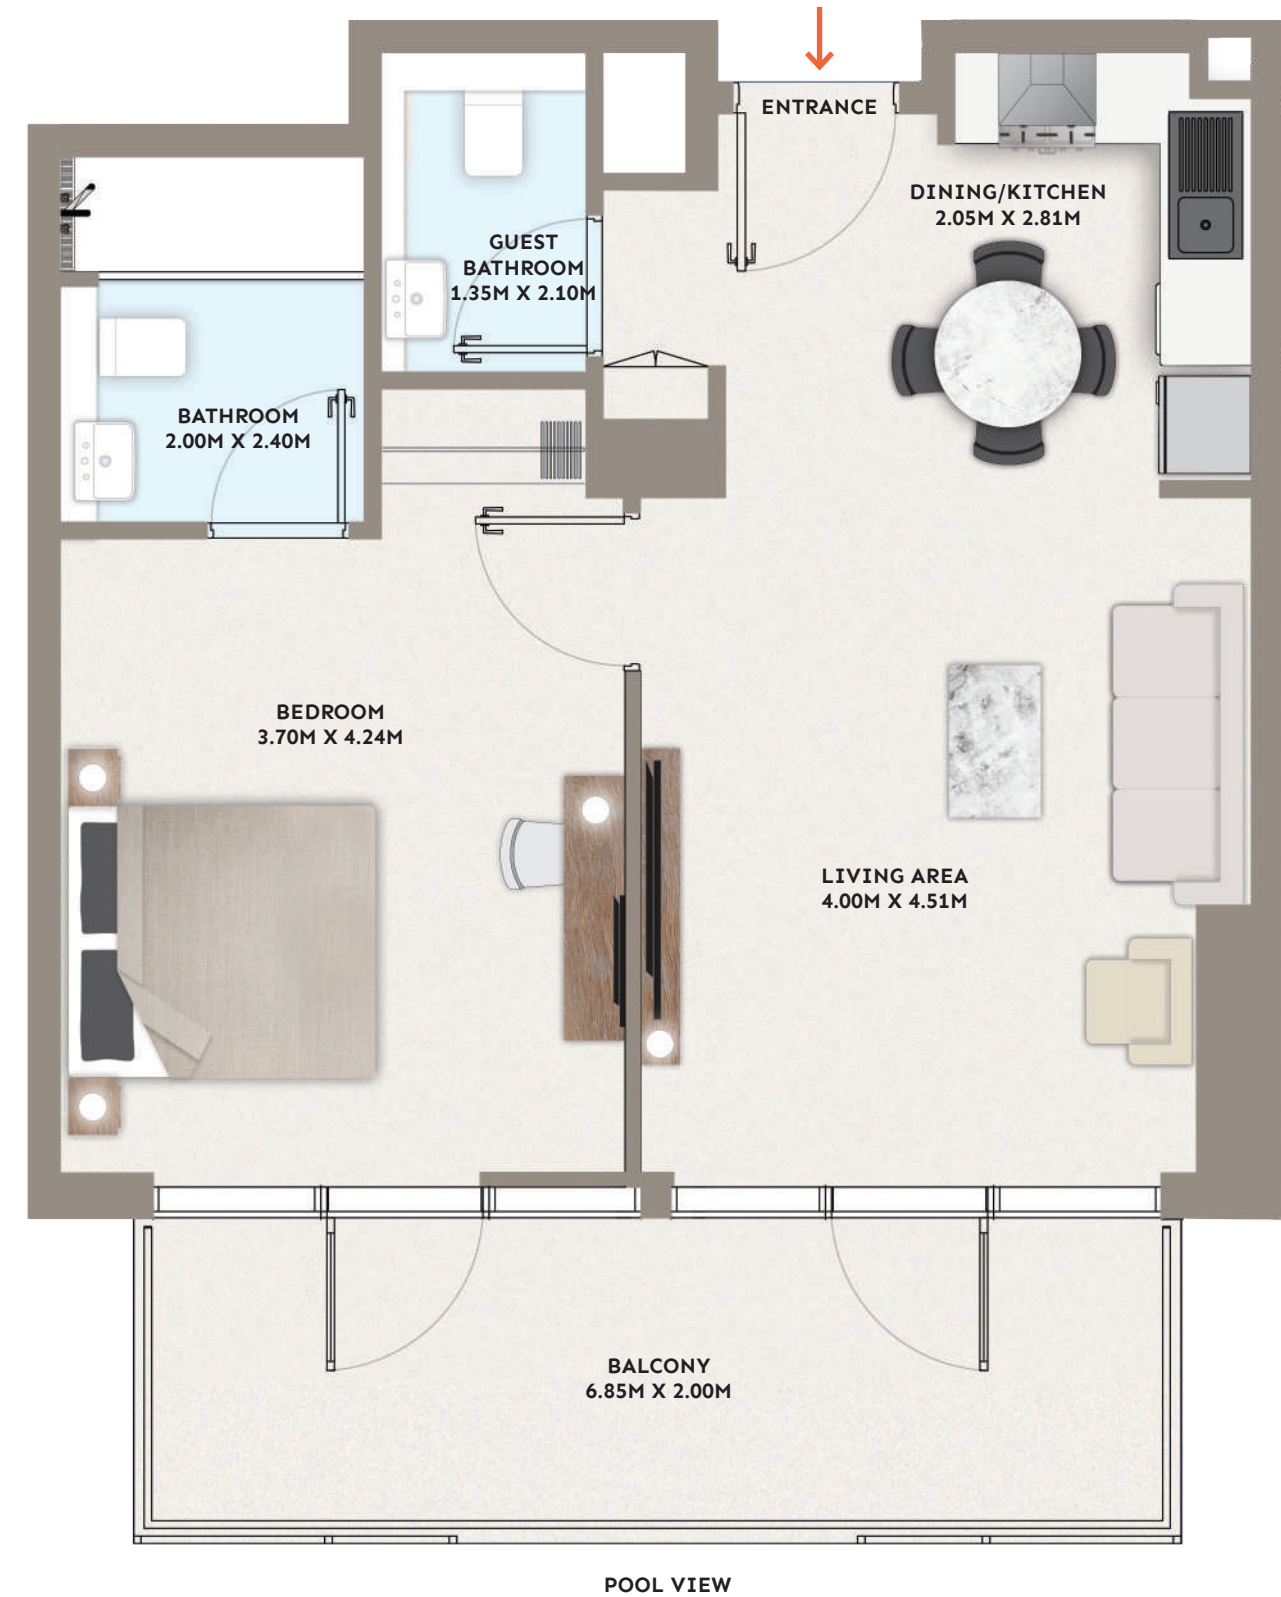 ENTRANCE
DINING/KITCHEN
2.05M X 2.81M
GUEST
BATHROOM
1.35M X 2.10M
BATHROOM
2.00M X 2.40M
BEDROOM
3.70M X 4.24M
LIVING AREA
4.00M X 4.51M
BALCONY
6.85M X 2.00M
POOL VIEW